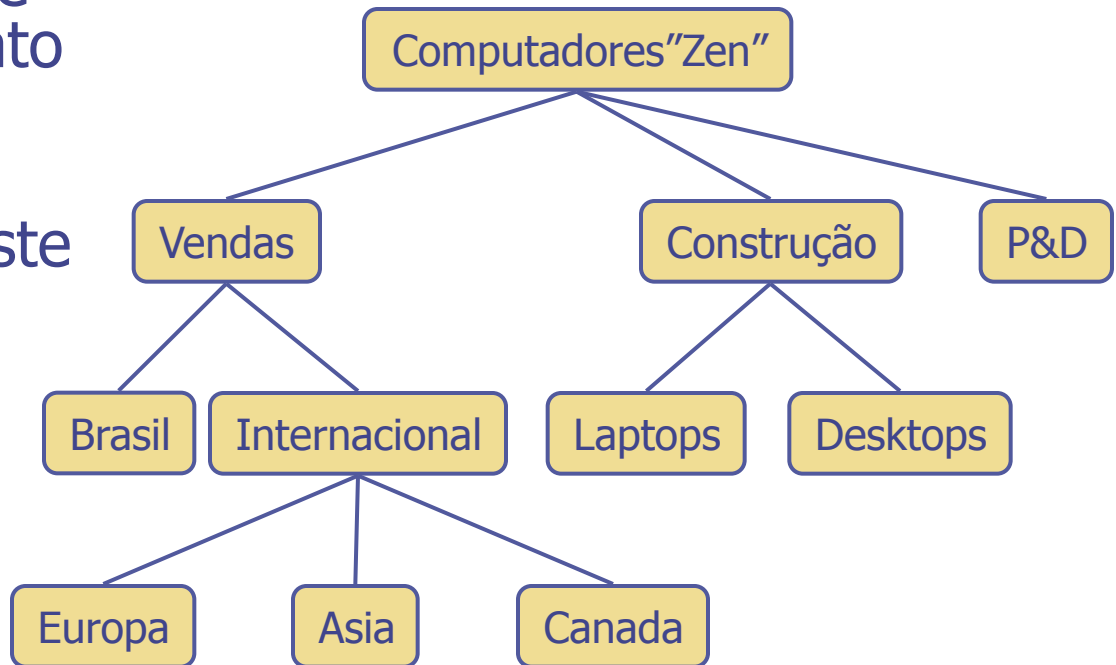 Computadores”Zen”
Vendas
Construção
P&D
Brasil
Internacional
Laptops
Desktops
Europa
Asia
Canada